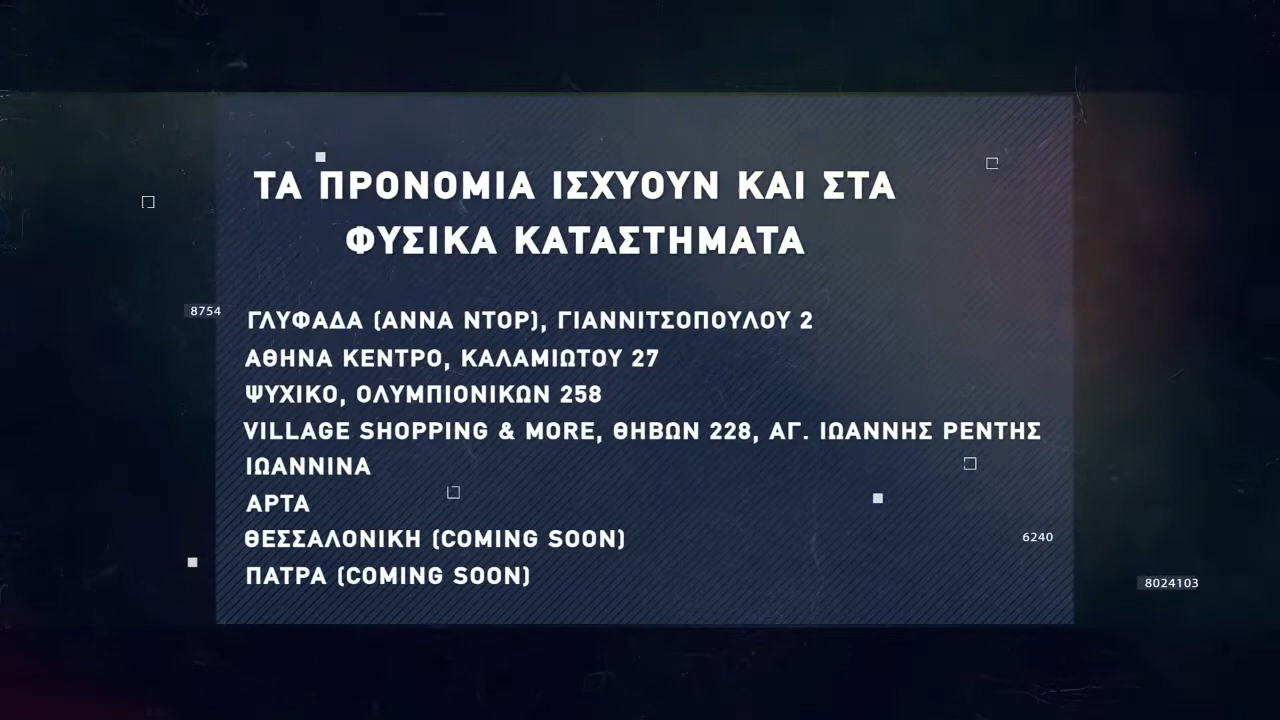 ΤΑ ΠΡΟΝΟΜΙΑ ΙΣΧΥΟΥΝ ΚΑΙ ΣΤΑ
ΦΥΣΙΚΑ ΚΑΤΑΣΤΗΜΑΤΑ
8754
ΓΛΥΦΑΔΑ (ΑΝΝΑ ΝΤΟΡ), ΓΙΑΝΝΙΤΣΟΠΟΥΛΟΥ 2
ΑΘΗΝΑ ΚΕΝΤΡΟ, ΚΑΛΑΜΙΩΤΟΥ 27
ΨΥΧΙΚΟ, ΟΛΥΜΠΙΟΝΙΚΩΝ 258
VILLAGE SHOPPING & MORE, ΘΗΒΩΝ 228, ΑΓ. ΙΩΑΝΝΗΣ ΡΕΝΤΗΣ
ΙΩΑΝΝΙΝΑ
ΑΡΤΑ
ΘΕΣΣΑΛΟΝΙΚΗ (COMING SOON)
6240
ΠΑΤΡΑ (COMING SOON)
8024103